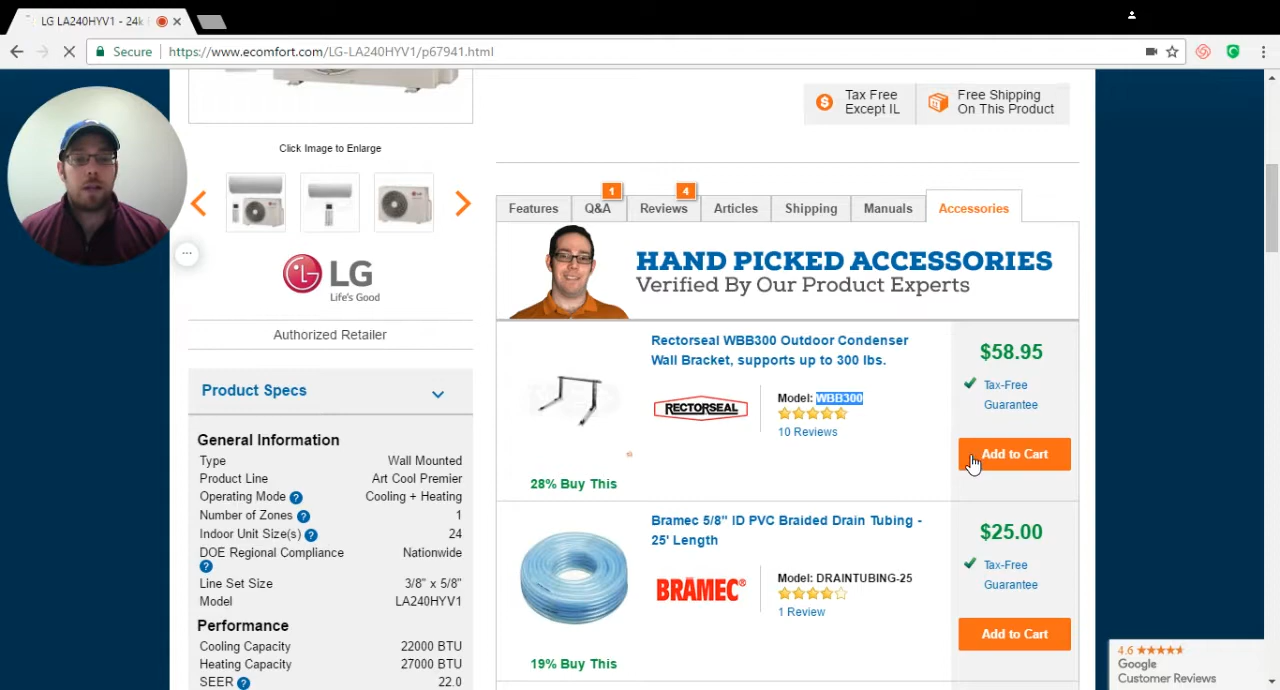 LG LA240HYV1 - 24k
Secure
https://www.ecomfort.com/LG-LA240HYV1/p67941.html
Tax Free
Except IL
Free Shipping
On This Product
Click Image to Enlarge
LG
Life's Good
Authorized Retailer
Product Specs
General Information
Type Wall Mounted
Product Line Art Cool Premier
Operating Mode ? Cooling + Heating
Number of Zones ? 1
Indoor Unit Size(s) ? 24
DOE Regional Compliance Nationwide
?
Line Set Size 3/8" x 5/8"
Model LA240HYV1
Performance
Cooling Capacity 22000 BTU
Heating Capacity 27000 BTU
SEER ? 22.0
1
4
Features Q&A Reviews Articles Shipping Manuals Accessories
HAND PICKED ACCESSORIES
Verified By Our Product Experts
Rectorseal WBB300 Outdoor Condenser
Wall Bracket, supports up to 300 lbs.
RECTORSEAL
Model: WBB300
10 Reviews
28% Buy This
$58.95
Tax-Free
Guarantee
Add to Cart
Bramec 5/8" ID PVC Braided Drain Tubing -
25' Length
BRAMEC®
Model: DRAINTUBING-25
1 Review
19% Buy This
$25.00
Tax-Free
Guarantee
Add to Cart
4.6
Google
Customer Reviews